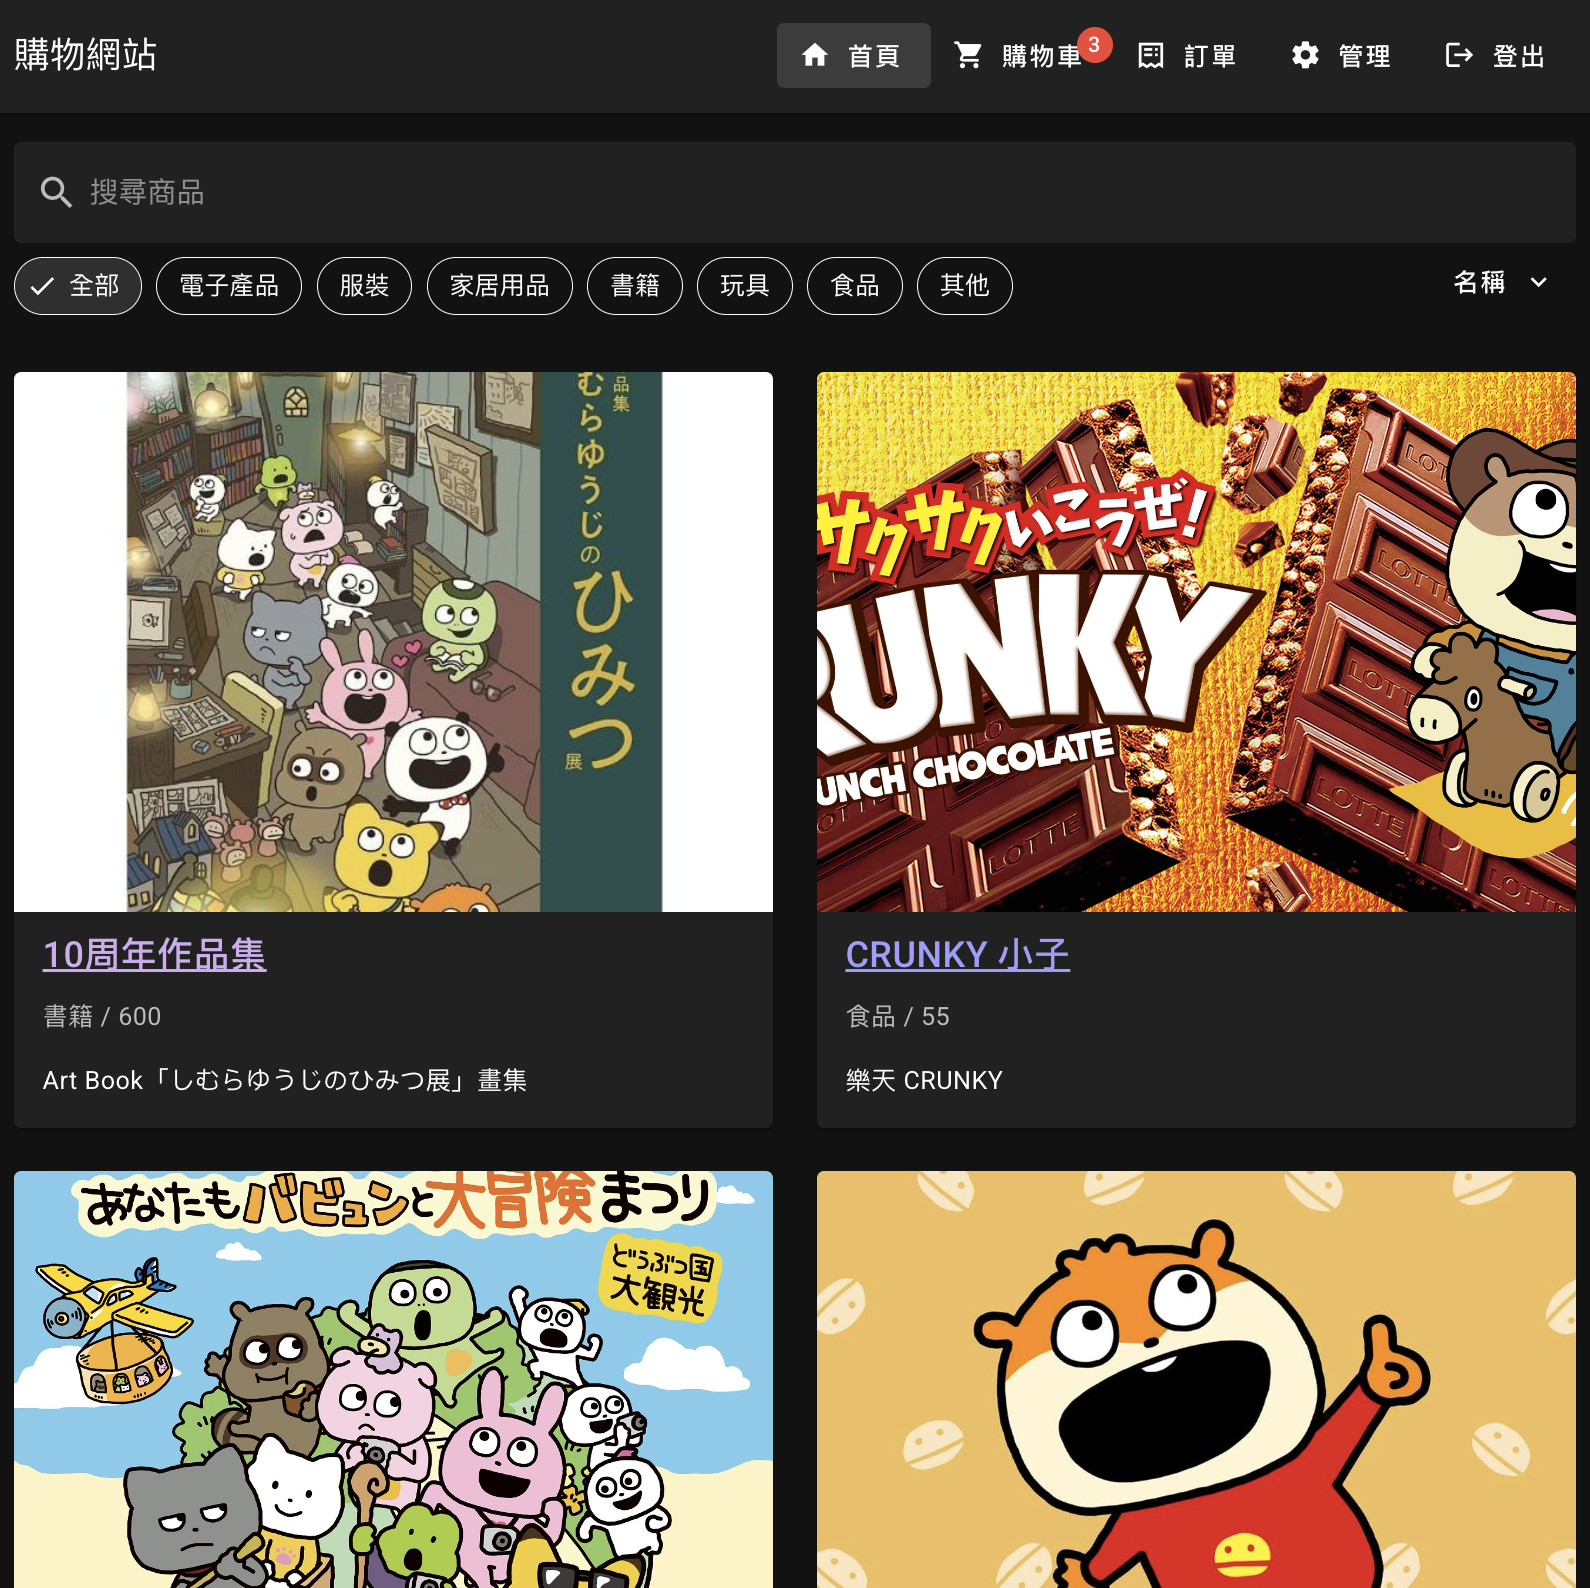 購物網站
首頁
購物車
3
訂單
管理
登出
搜尋商品
全部
電子產品
服裝
家居用品
書籍
玩具
食品
其他
名稱
品集
むらゆうじのひみつ展
サクサクいこうぜ!
RUNKY
UNCH CHOCOLATE
LOTTE
10周年作品集
書籍 / 600
Art Book「しむらゆうじのひみつ展」畫集
CRUNKY 小子
食品 / 55
樂天 CRUNKY
あなたもバビュンと大冒険まつり
どうぶつ国
大観光